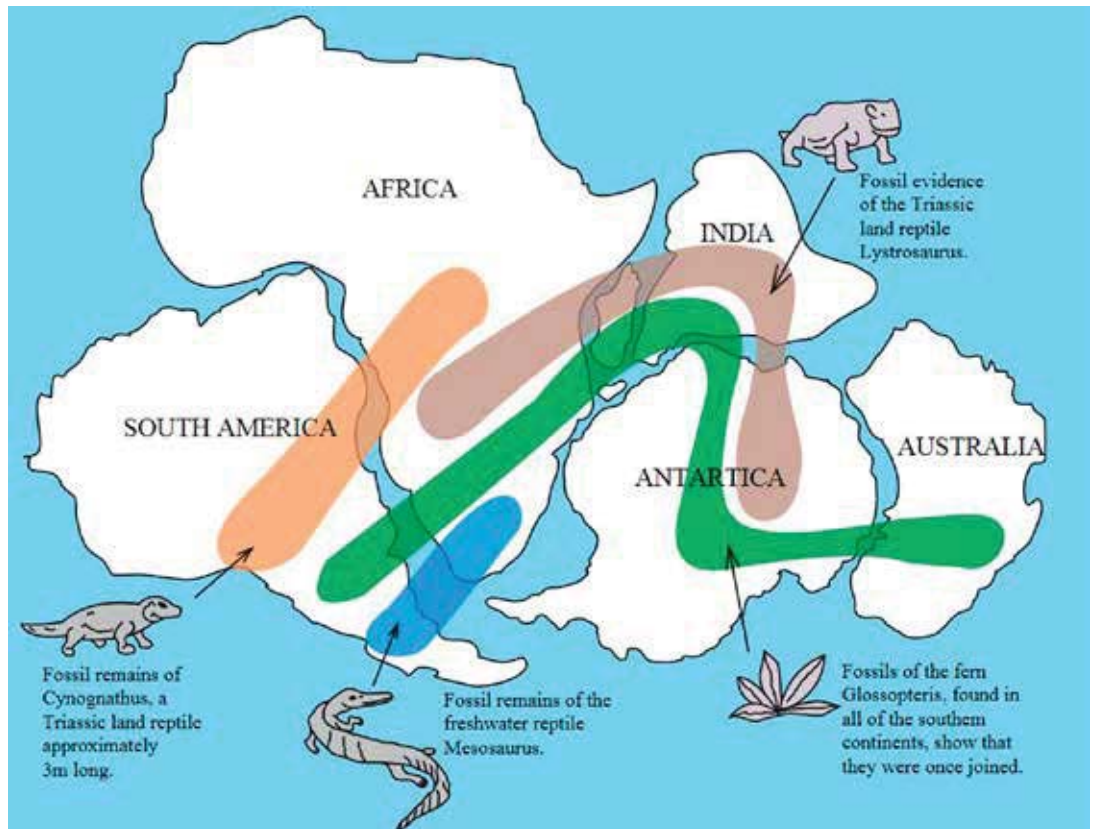 AFRICA
INDIA
SOUTH AMERICA
ANTARTICA
AUSTRALIA
Fossil evidence
of the Triassic
land reptile
Lystrosaurus.
Fossil remains of
Cynognathus, a
Triassic land reptile
approximately
3m long.
Fossil remains of the
freshwater reptile
Mesosaurus.
Fossils of the fern
Glossopteris, found in
all of the southern
continents, show that
they were once joined.